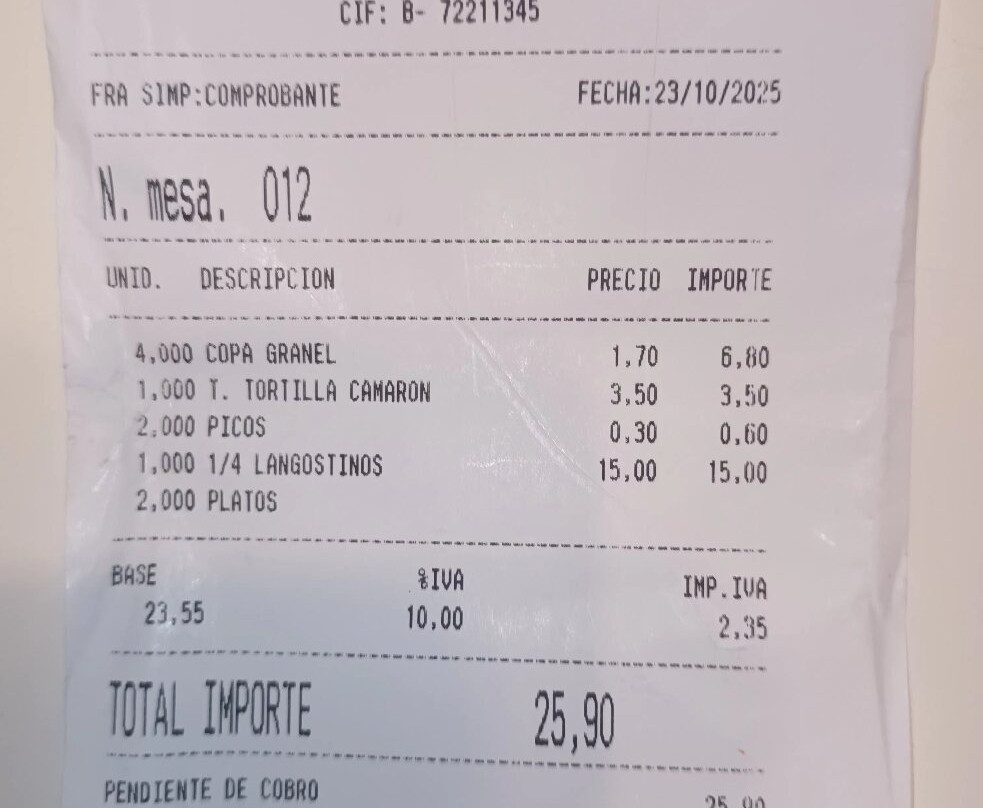 CIF: B- 72211345
FRA SIMP:COMPROBANTE FECHA:23/10/2025
N. mesa. 012
UNID. DESCRIPCION PRECIO IMPORTE
4,000 COPA GRANEL 1,70 6,80
1,000 T. TORTILLA CAMARON 3,50 3,50
2,000 PICOS 0,30 0,60
1,000 1/4 LANGOSTINOS 15,00 15,00
2,000 PLATOS
BASE %IVA IMP.IVA
23,55 10,00 2,35
TOTAL IMPORTE 25,90
PENDIENTE DE COBRO 25,90